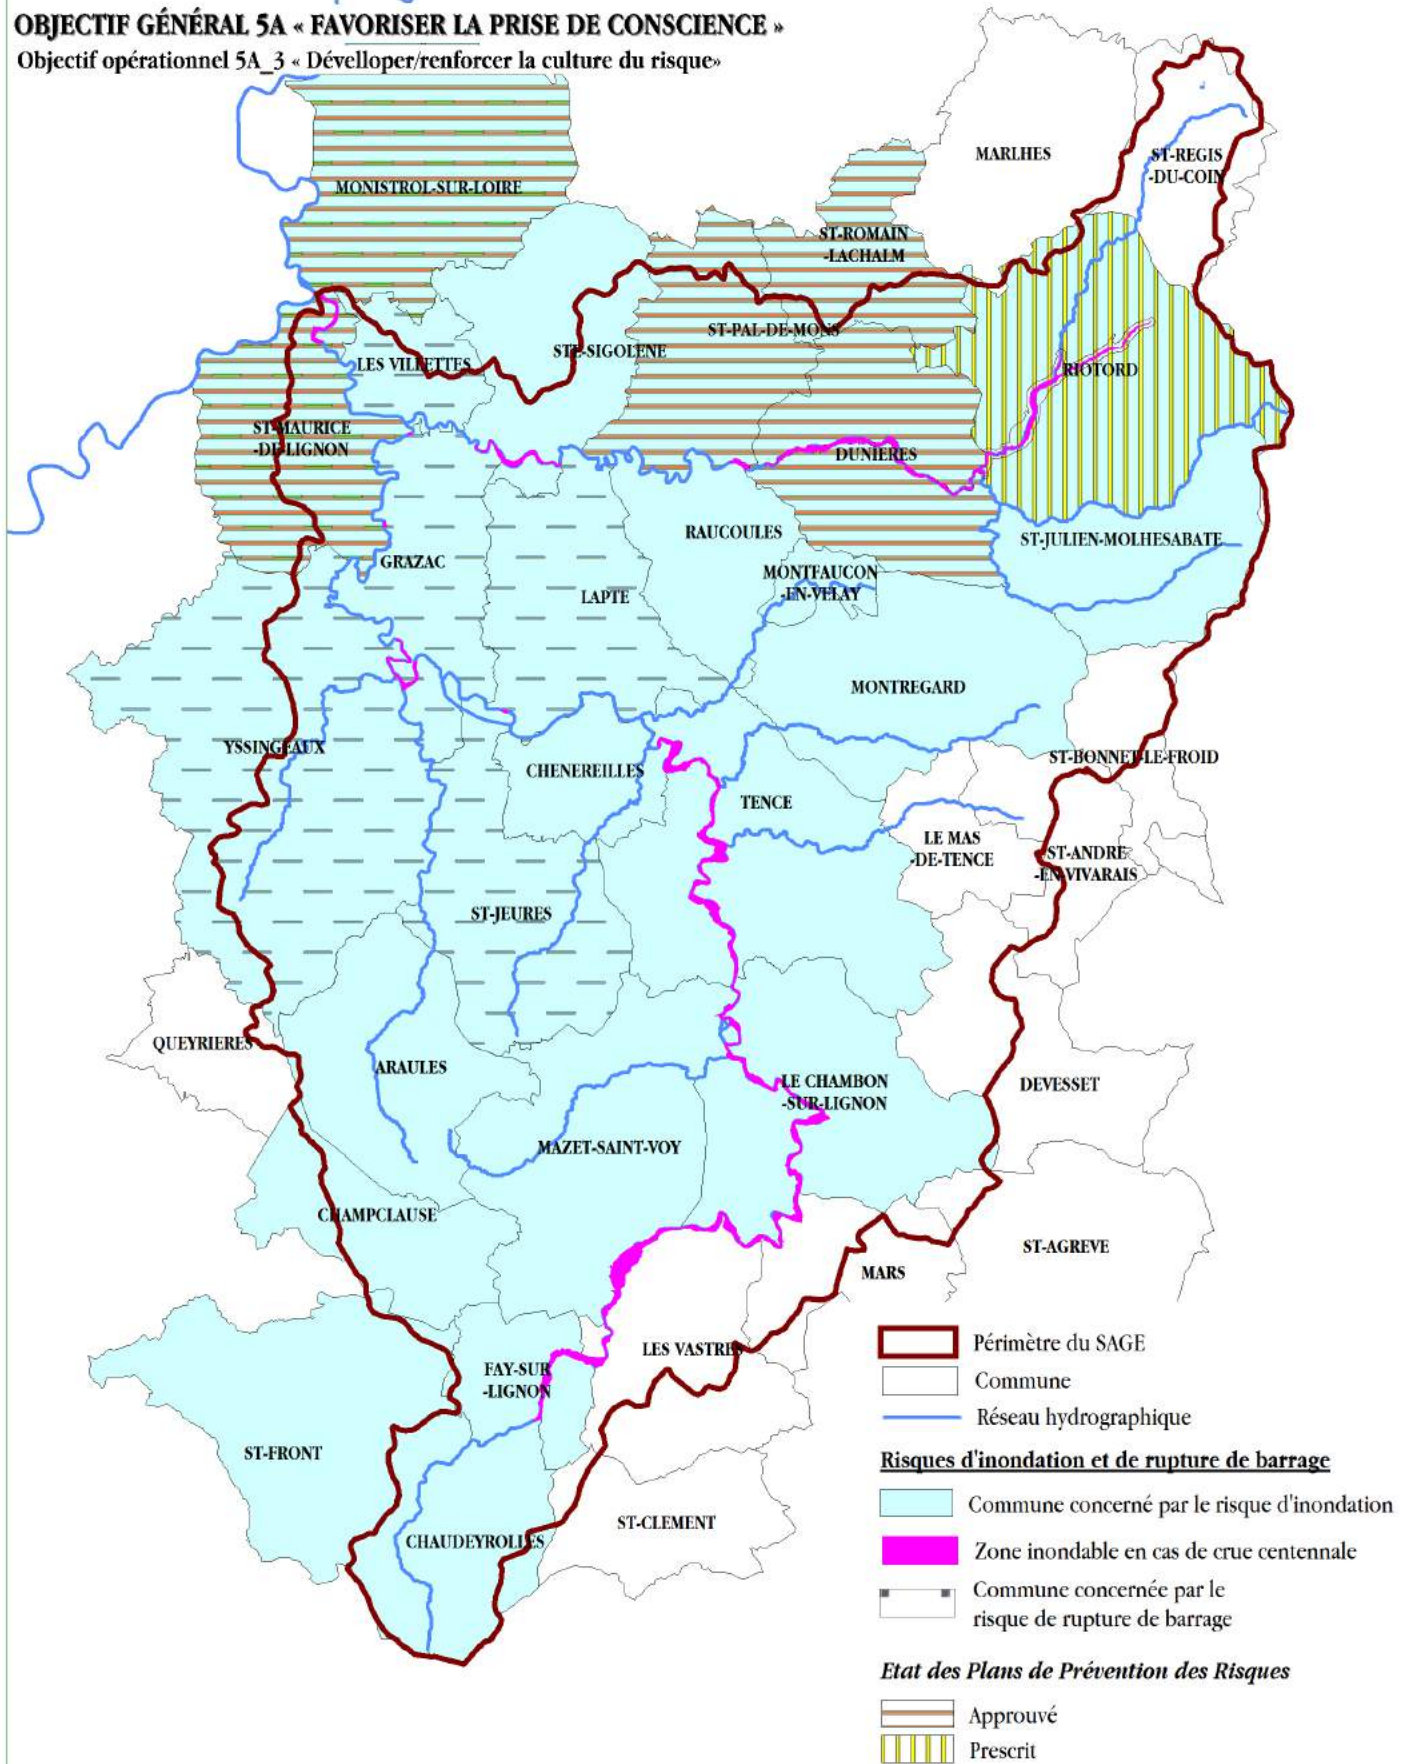 OBJECTIF GÉNÉRAL 5A « FAVORISER LA PRISE DE CONSCIENCE »
Objectif opérationnel 5A_3 « Dévelloper/renforcer la culture du risque»
MARLHES
ST-REGIS
-DU-COIN
MONISTROL-SUR-LOIRE
ST-ROMAIN
-LACHALM
ST-PAL-DE-MONS
STE-SIGOLENE
LES VILLETTES
RIOTORD
ST-MAURICE
-DE-LIGNON
DUNIERES
RAUCOULES
ST-JULIEN-MOLHESABATE
GRAZAC
MONTFAUCON
-EN-VELAY
LAPTE
MONTREGARD
YSSINGEAUX
ST-BONNET-LE-FROID
CHENEREILLES
TENCE
LE MAS
-DE-TENCE
ST-ANDRE
-EN-VIVARAIS
ST-JEURES
QUEYRIERES
ARAULES
LE CHAMBON
-SUR-LIGNON
DEVESSET
MAZET-SAINT-VOY
CHAMPCLAUSE
ST-AGREVE
MARS
LES VASTRES
FAY-SUR
-LIGNON
ST-FRONT
ST-CLEMENT
CHAUDEYROLLES
Périmètre du SAGE
Commune
Réseau hydrographique
Risques d'inondation et de rupture de barrage
Commune concerné par le risque d'inondation
Zone inondable en cas de crue centennale
Commune concernée par le
risque de rupture de barrage
Etat des Plans de Prévention des Risques
Approuvé
Prescrit